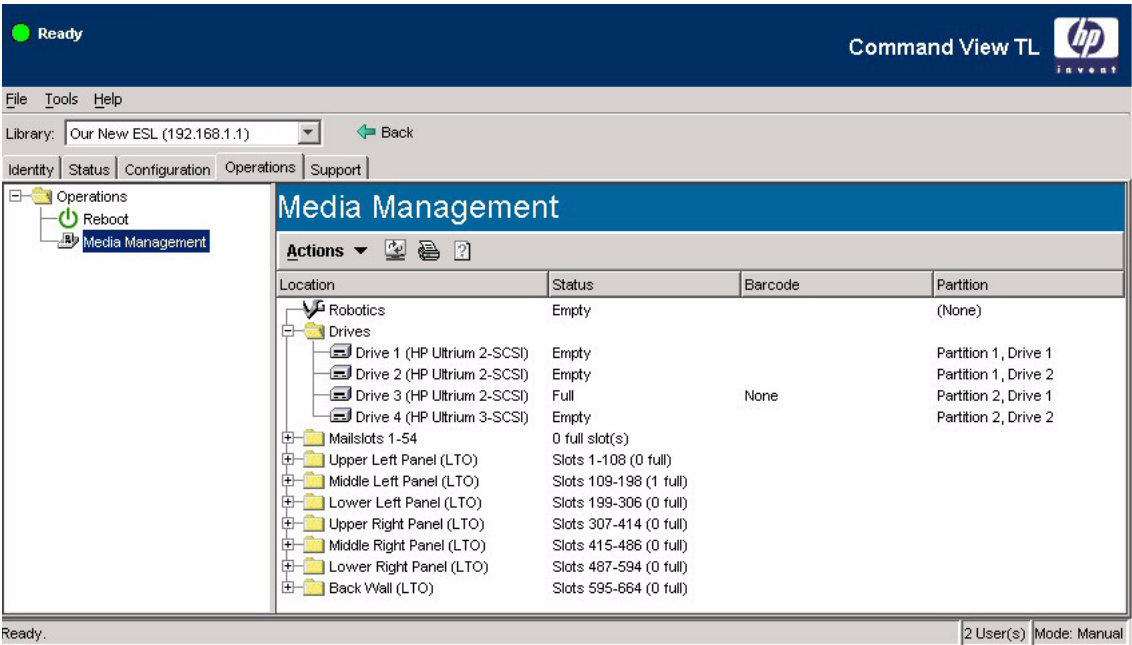 Ready
Command View TL
hp
invent
File Tools Help
Library: Our New ESL (192.168.1.1) Back
Identity Status Configuration Operations Support
Operations
Reboot
Media Management
Media Management
Actions
Location Status Barcode Partition
Robotics Empty (None)
Drives
Drive 1 (HP Ultrium 2-SCSI) Empty Partition 1, Drive 1
Drive 2 (HP Ultrium 2-SCSI) Empty Partition 1, Drive 2
Drive 3 (HP Ultrium 2-SCSI) Full None Partition 2, Drive 1
Drive 4 (HP Ultrium 3-SCSI) Empty Partition 2, Drive 2
Mailslots 1-54 0 full slot(s)
Upper Left Panel (LTO) Slots 1-108 (0 full)
Middle Left Panel (LTO) Slots 109-198 (1 full)
Lower Left Panel (LTO) Slots 199-306 (0 full)
Upper Right Panel (LTO) Slots 307-414 (0 full)
Middle Right Panel (LTO) Slots 415-486 (0 full)
Lower Right Panel (LTO) Slots 487-594 (0 full)
Back Wall (LTO) Slots 595-664 (0 full)
Ready. 2 User(s) Mode: Manual